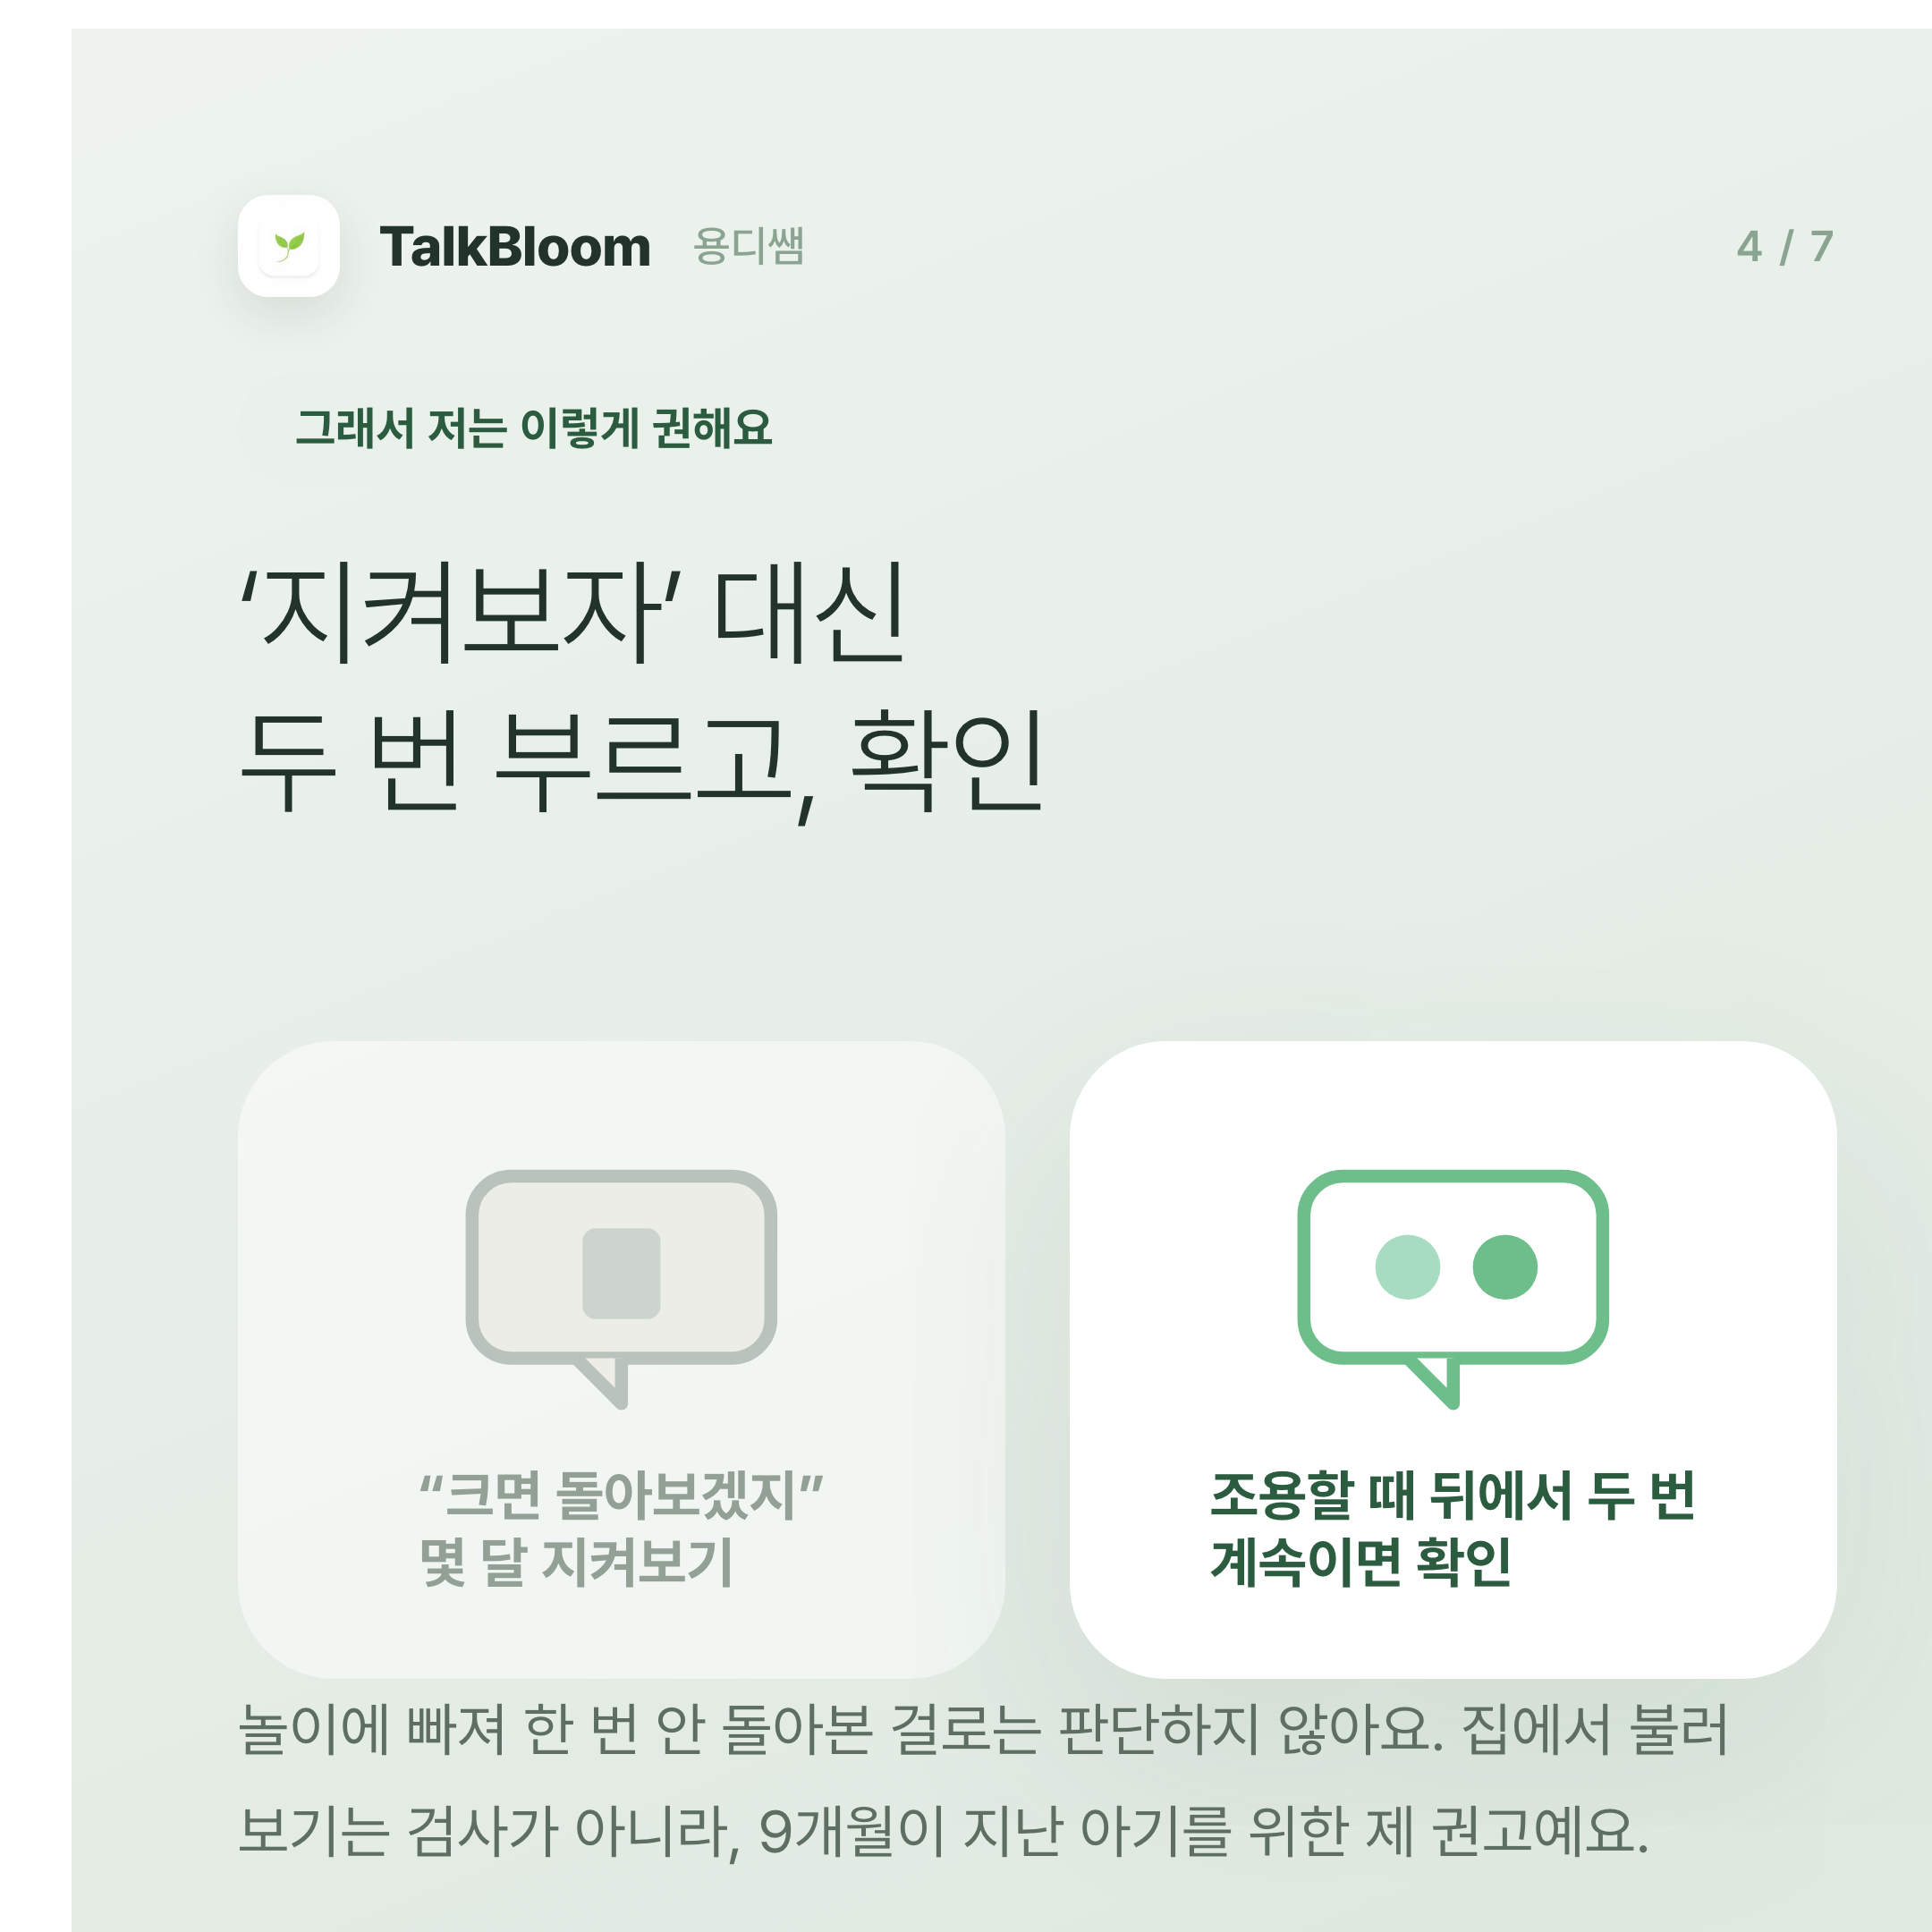 TalkBloom 용디쌤
4 / 7
그래서 저는 이렇게 권해요
‘지켜보자’ 대신
두 번 부르고, 확인
“크면 돌아보겠지”
몇 달 지켜보기
조용할 때 뒤에서 두 번
계속이면 확인
놀이에 빠져 한 번 안 돌아본 걸로는 판단하지 않아요. 집에서 불러
보기는 검사가 아니라, 9개월이 지난 아기를 위한 제 권고예요.